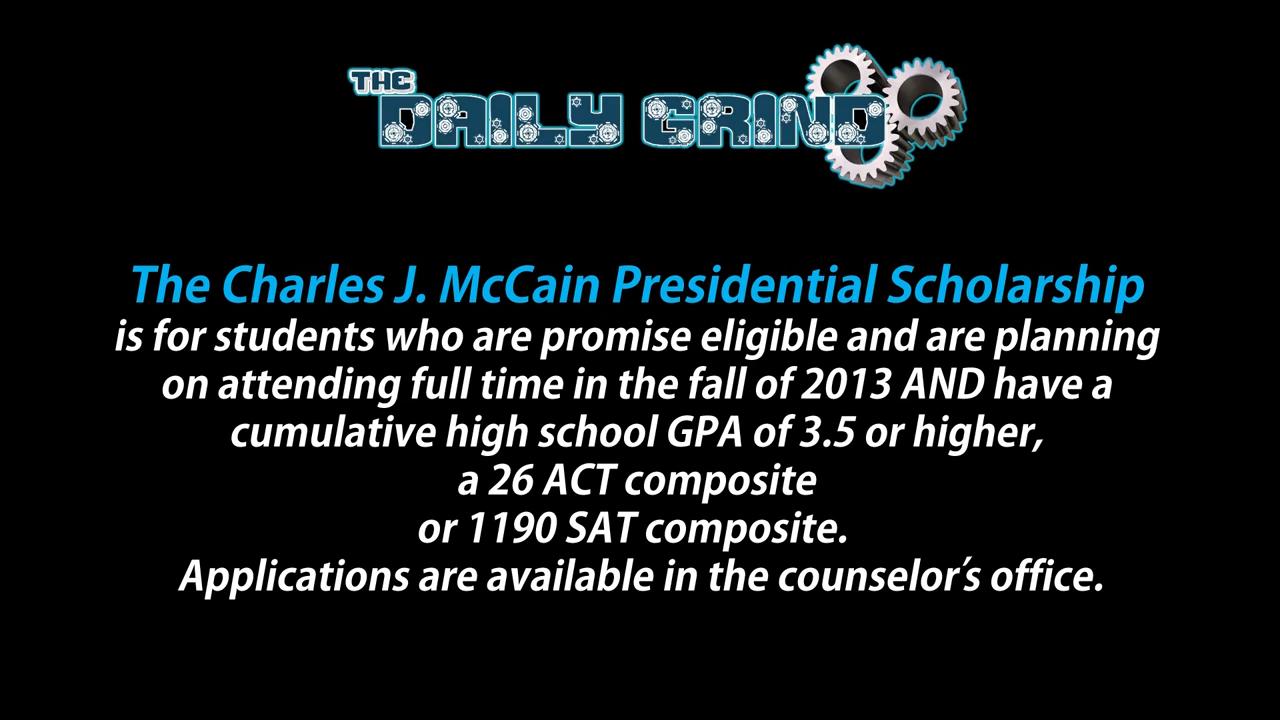 THE
DAILY GRIND
The Charles J. McCain Presidential Scholarship
is for students who are promise eligible and are planning
on attending full time in the fall of 2013 AND have a
cumulative high school GPA of 3.5 or higher,
a 26 ACT composite
or 1190 SAT composite.
Applications are available in the counselor's office.